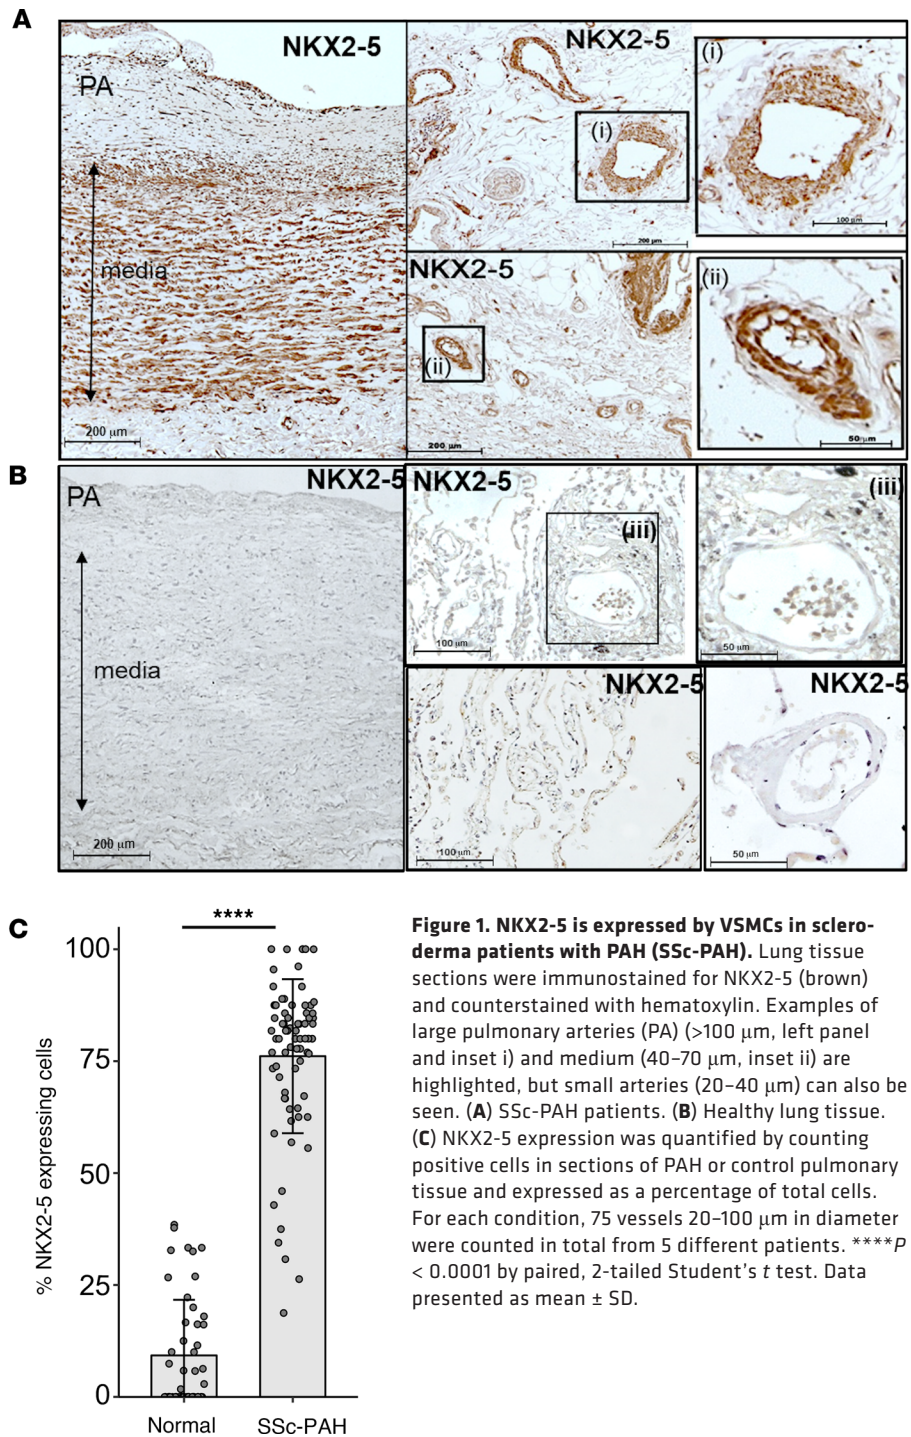 A
NKX2-5
PA
media
200 µm
NKX2-5
(i)
200 µm
(i)
100 µm
NKX2-5
(ii)
200 µm
(ii)
50 µm
B
NKX2-5
PA
media
200 µm
NKX2-5
(iii)
100 µm
(iii)
50 µm
NKX2-5
100 µm
NKX2-5
50 µm
C
****
% NKX2-5 expressing cells
100
75
50
25
0
Normal
SSc-PAH
Figure 1. NKX2-5 is expressed by VSMCs in sclero-
derma patients with PAH (SSc-PAH). Lung tissue
sections were immunostained for NKX2-5 (brown)
and counterstained with hematoxylin. Examples of
large pulmonary arteries (PA) (>100 µm, left panel
and inset i) and medium (40–70 µm, inset ii) are
highlighted, but small arteries (20–40 µm) can also be
seen. (A) SSc-PAH patients. (B) Healthy lung tissue.
(C) NKX2-5 expression was quantified by counting
positive cells in sections of PAH or control pulmonary
tissue and expressed as a percentage of total cells.
For each condition, 75 vessels 20–100 µm in diameter
were counted in total from 5 different patients. ****P
< 0.0001 by paired, 2-tailed Student's t test. Data
presented as mean ± SD.